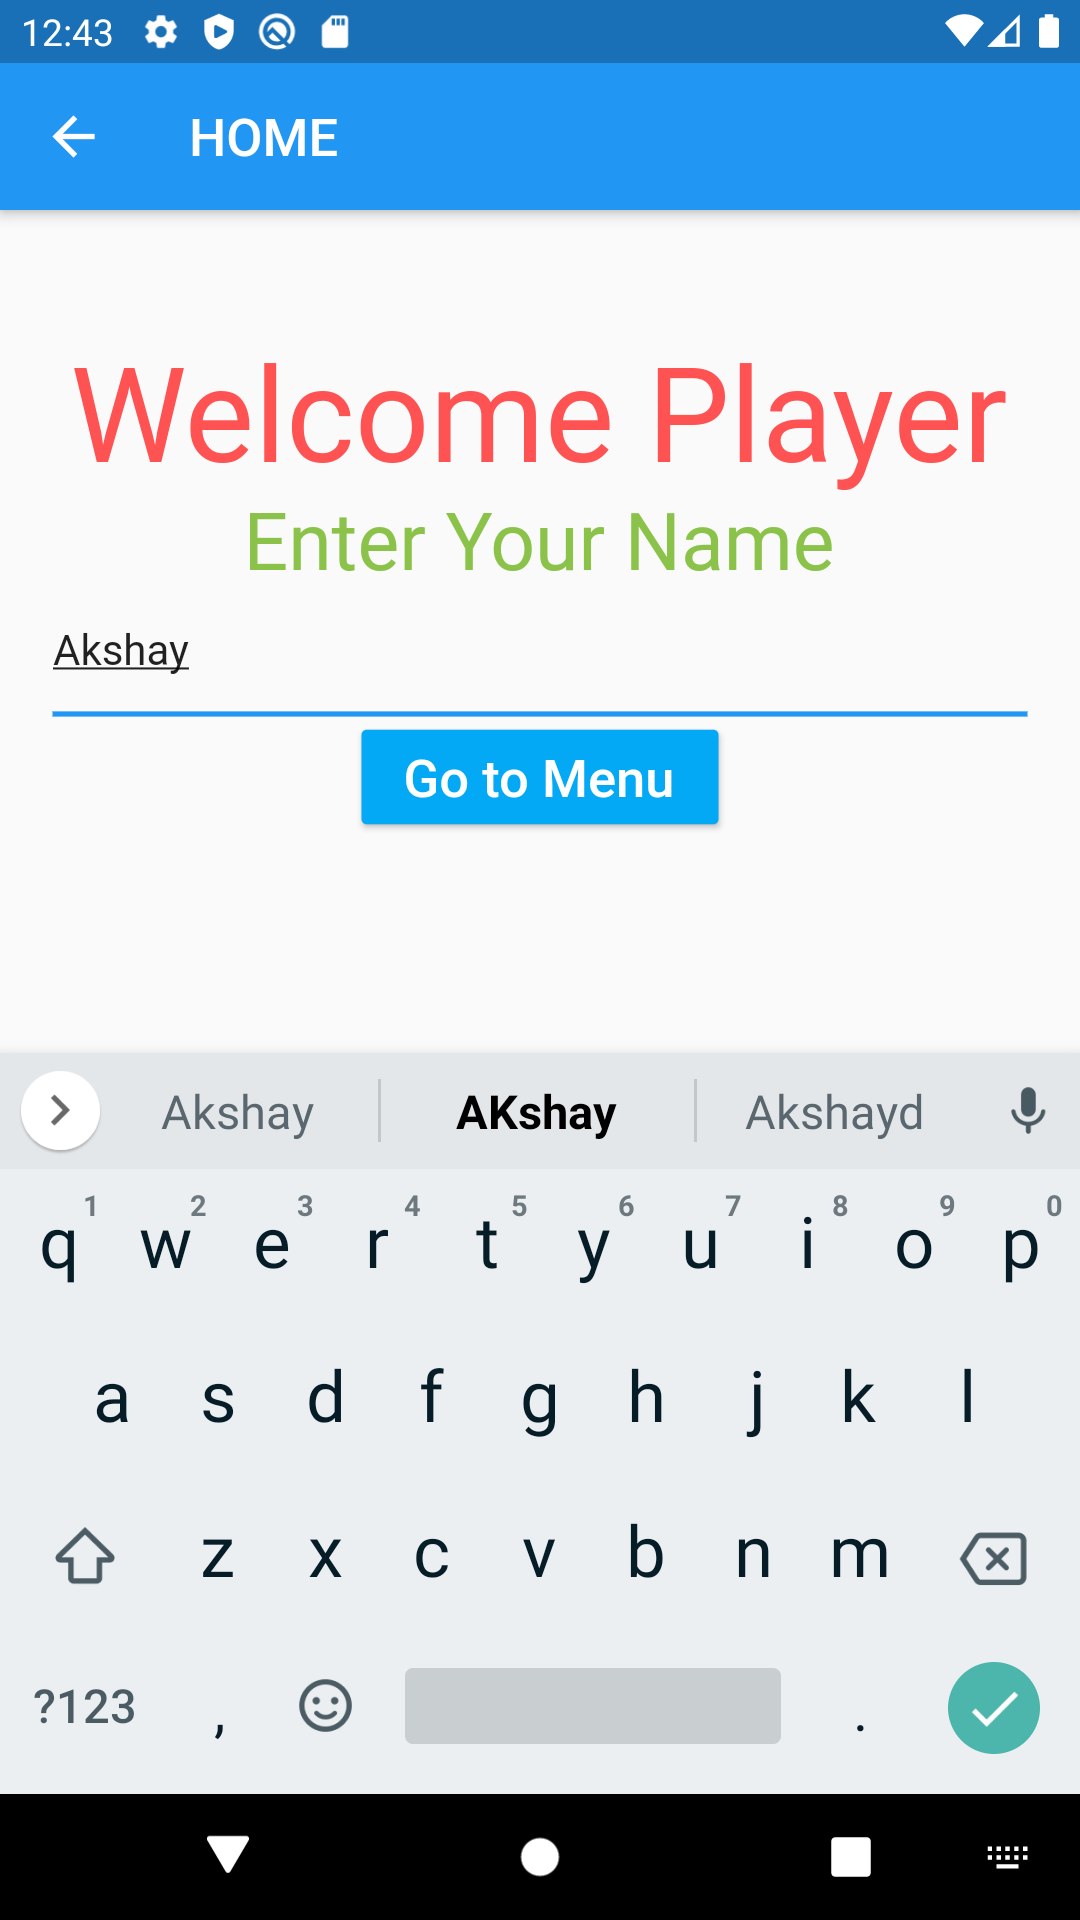 12:43
HOME
Welcome Player
Enter Your Name
Akshay
Go to Menu
Akshay AKshay Akshayd
1 2 3 4 5 6 7 8 9 0
q w e r t y u i o p
a s d f g h j k l
z x c v b n m
?123 , .